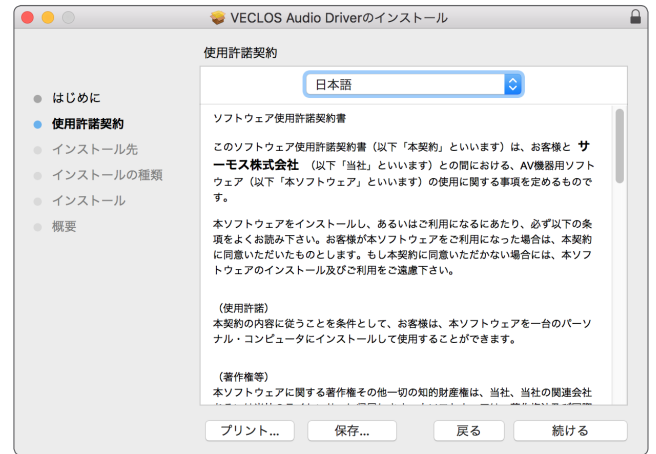 VECLOS Audio Driverのインストール
使用許諾契約
はじめに
使用許諾契約
インストール先
インストールの種類
インストール
概要
日本語
ソフトウェア使用許諾契約書
このソフトウェア使用許諾契約書（以下「本契約」といいます）は、お客様と サ
ーモス株式会社 （以下「当社」といいます）との間における、AV機器用ソフト
ウェア（以下「本ソフトウェア」といいます）の使用に関する事項を定めるもので
す。
本ソフトウェアをインストールし、あるいはご利用になるにあたり、必ず以下の条
項をよくお読み下さい。お客様が本ソフトウェアをご利用になった場合は、本契約
に同意いただいたものとします。もし本契約に同意いただかない場合には、本ソフ
トウェアのインストール及びご利用をご遠慮下さい。
（使用許諾）
本契約の内容に従うことを条件として、お客様は、本ソフトウェアを一台のパーソ
ナル・コンピュータにインストールして使用することができます。
（著作権等）
本ソフトウェアに関する著作権その他一切の知的財産権は、当社、当社の関連会社
プリント...
保存...
戻る
続ける